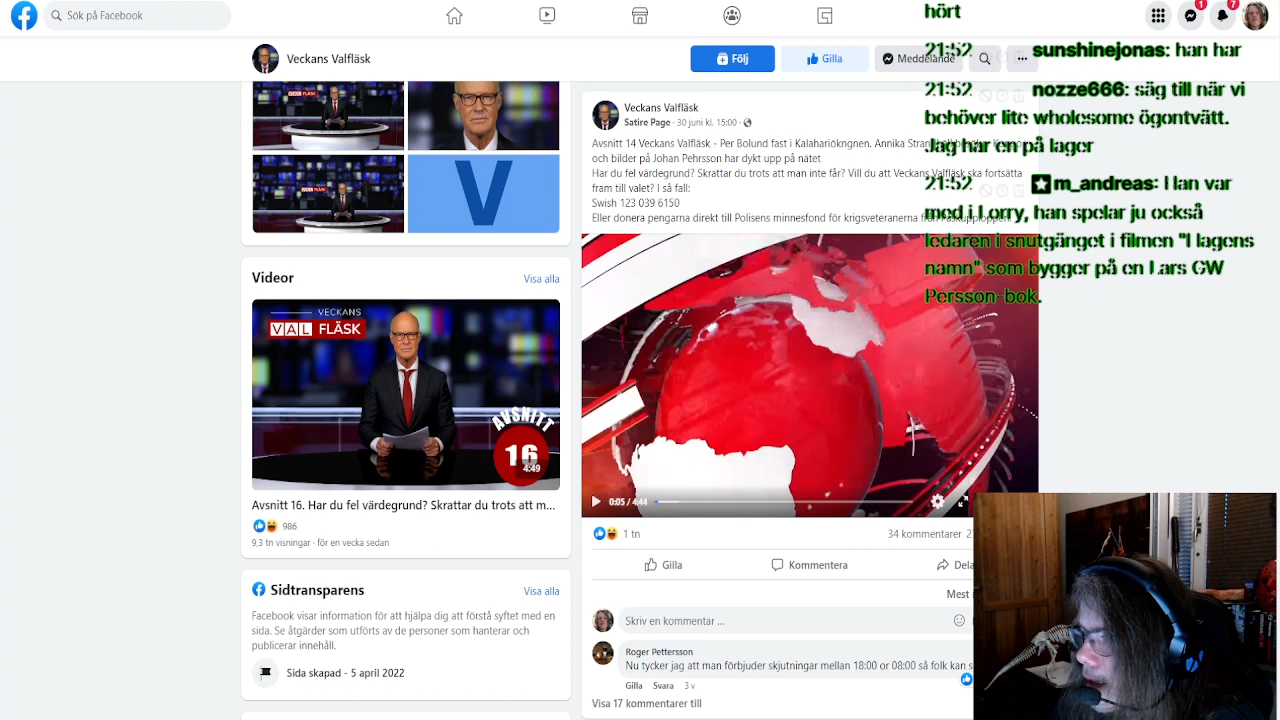 Sök på Facebook
1
7
Veckans Valfläsk
Följ
Gilla
Meddelande
VECKANS
VAL FLÄSK
V
Videor
Visa alla
VECKANS
VAL FLÄSK
AVSNITT
16
4:49
Avsnitt 16. Har du fel värdegrund? Skrattar du trots att m...
986
9,3 tn visningar · för en vecka sedan
Sidtransparens
Visa alla
Facebook visar information för att hjälpa dig att förstå syftet med en
sida. Se åtgärder som utförts av de personer som hanterar och
publicerar innehåll.
Sida skapad - 5 april 2022
Veckans Valfläsk
Satire Page · 30 juni kl. 15:00 ·
Avsnitt 14 Veckans Valfläsk - Per Bolund fast i Kalahariökngnen. Annika Stran
och bilder på Johan Pehrsson har dykt upp på nätet
Har du fel värdegrund? Skrattar du trots att man inte får? Vill du att Veckans Valfläsk ska fortsätta
fram till valet? I så fall:
Swish 123 039 6150
Eller donera pengarna direkt till Polisens minnesfond för krigsveteranerna
0:05 / 4:44
1 tn
34 kommentarer
Gilla
Kommentera
Dela
Mest
Skriv en kommentar ...
Roger Pettersson
Nu tycker jag att man förbjuder skjutningar mellan 18:00 or 08:00 så folk kan s
Gilla Svara 3 v
Visa 17 kommentarer till
hört
21:52 sunshinejonas: han har
21:52 nozze666: säg till när vi
behöver lite wholesome ögontvätt.
Jag har en på lager
21:52 m_andreas: Han var
med i Lorry, han spelar ju också
ledaren i snutgänget i filmen "I lagens
namn" som bygger på en Lars GW
Persson-bok.